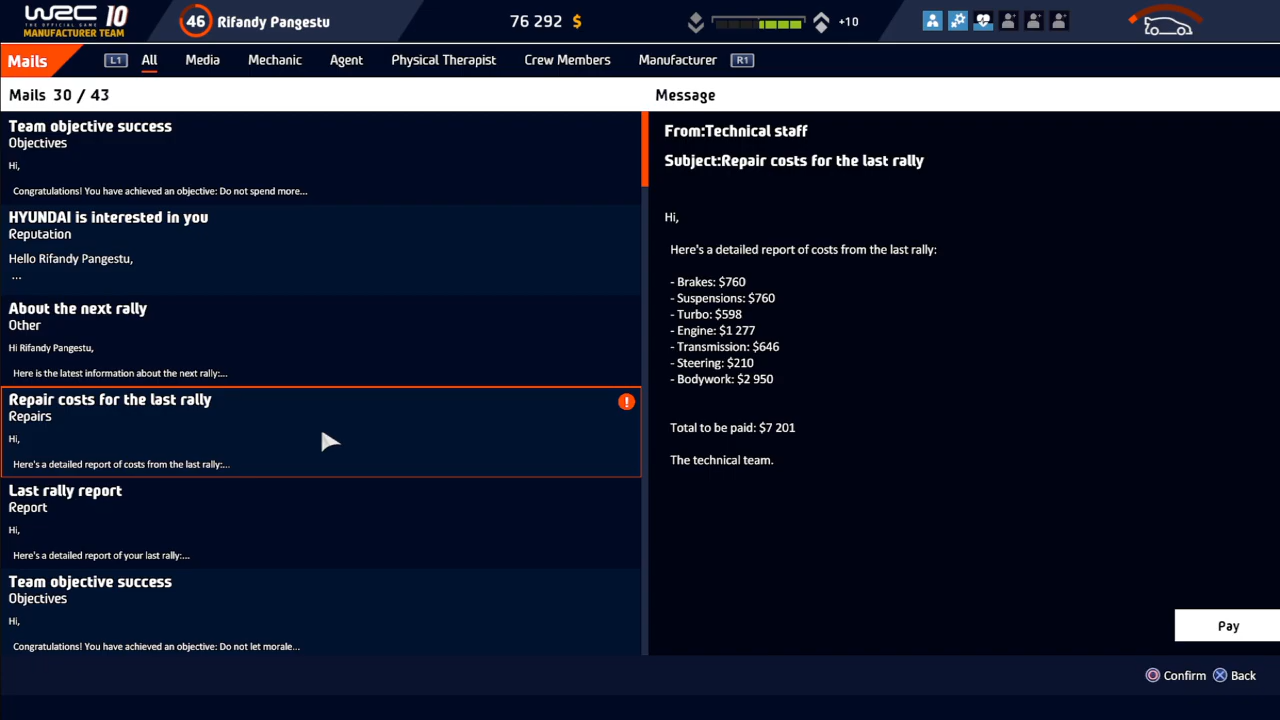 WRC 10
THE OFFICIAL GAME
MANUFACTURER TEAM
46 Rifandy Pangestu
76 292 $
+10
Mails
L1 All Media Mechanic Agent Physical Therapist Crew Members Manufacturer R1
Mails 30 / 43
Team objective success
Objectives
Hi,
Congratulations! You have achieved an objective: Do not spend more...
HYUNDAI is interested in you
Reputation
Hello Rifandy Pangestu,
...
About the next rally
Other
Hi Rifandy Pangestu,
Here is the latest information about the next rally:...
Repair costs for the last rally
!
Repairs
Hi,
Here's a detailed report of costs from the last rally:...
Last rally report
Report
Hi,
Here's a detailed report of your last rally:...
Team objective success
Objectives
Hi,
Congratulations! You have achieved an objective: Do not let morale...
Message
From:Technical staff
Subject:Repair costs for the last rally
Hi,
Here's a detailed report of costs from the last rally:
- Brakes: $760
- Suspensions: $760
- Turbo: $598
- Engine: $1 277
- Transmission: $646
- Steering: $210
- Bodywork: $2 950
Total to be paid: $7 201
The technical team.
Pay
Confirm Back